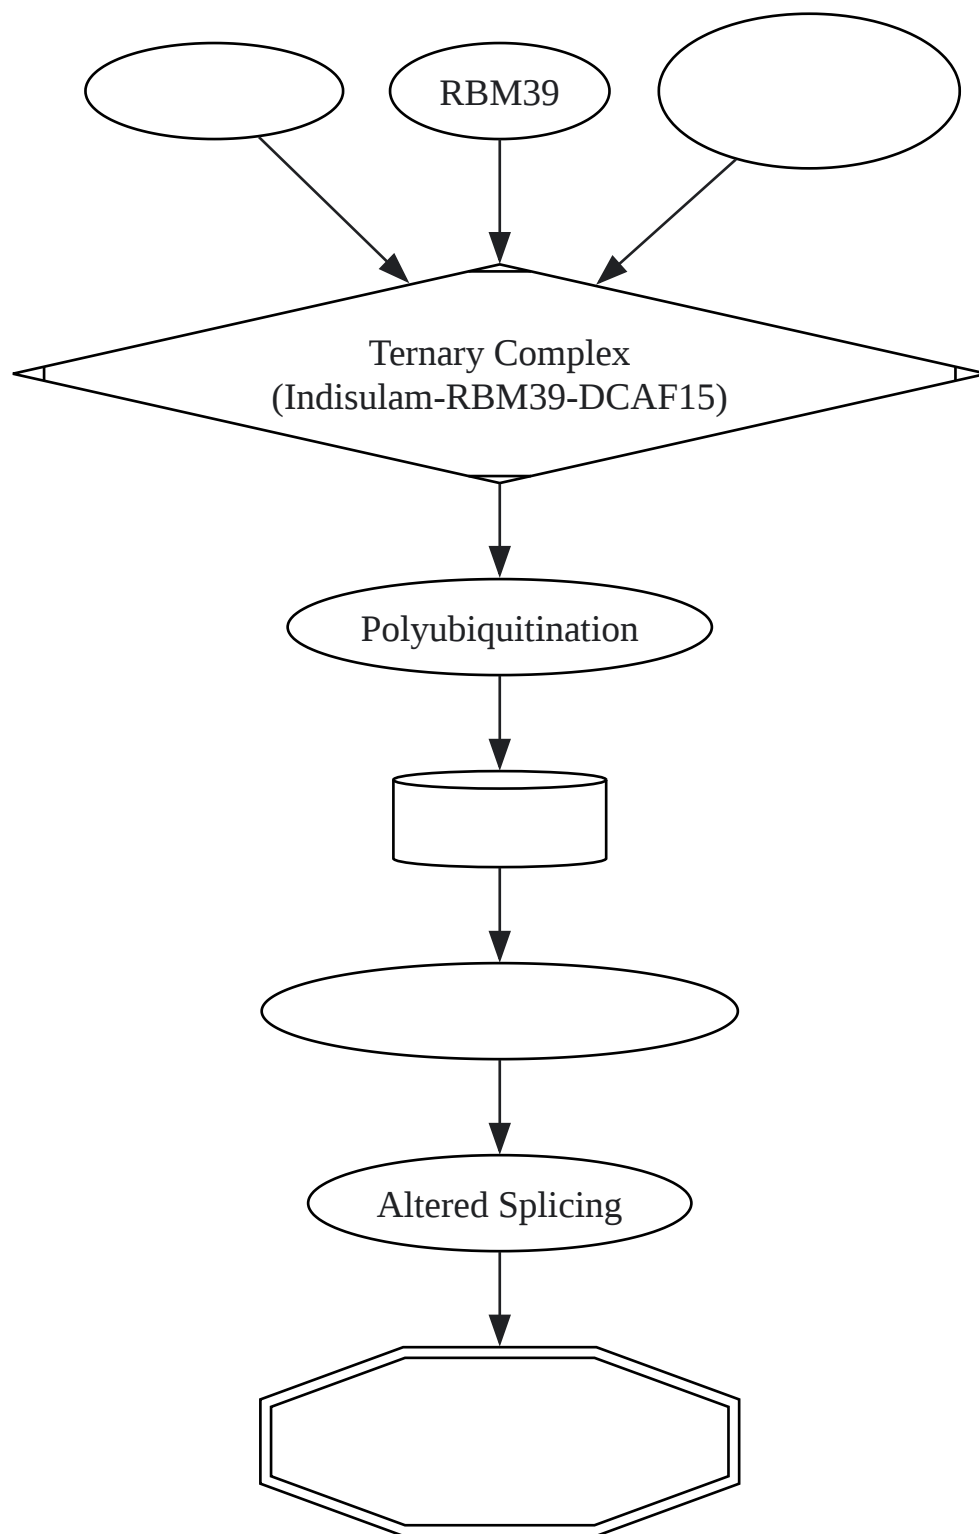 RBM39
Ternary Complex
(Indisulam-RBM39-DCAF15)
Polyubiquitination
Altered Splicing